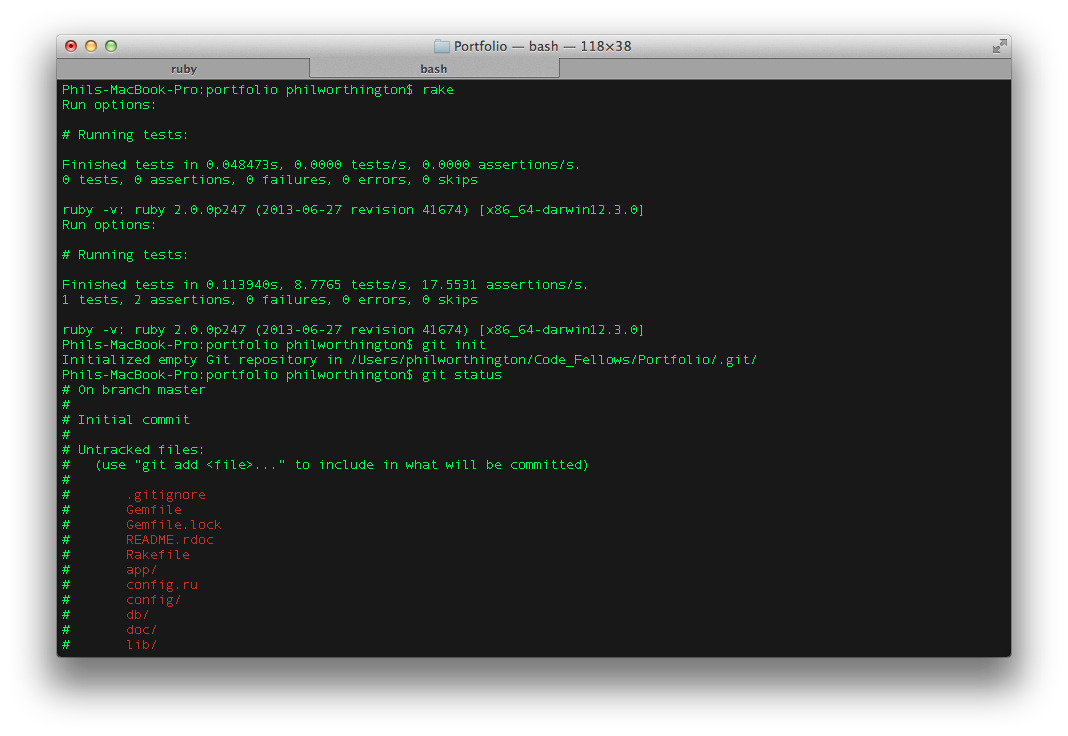 Portfolio — bash — 118×38
ruby bash
Phils-MacBook-Pro:portfolio philworthington$ rake
Run options:
# Running tests:
Finished tests in 0.048473s, 0.0000 tests/s, 0.0000 assertions/s.
0 tests, 0 assertions, 0 failures, 0 errors, 0 skips
ruby -v: ruby 2.0.0p247 (2013-06-27 revision 41674) [x86_64-darwin12.3.0]
Run options:
# Running tests:
Finished tests in 0.113940s, 8.7765 tests/s, 17.5531 assertions/s.
1 tests, 2 assertions, 0 failures, 0 errors, 0 skips
ruby -v: ruby 2.0.0p247 (2013-06-27 revision 41674) [x86_64-darwin12.3.0]
Phils-MacBook-Pro:portfolio philworthington$ git init
Initialized empty Git repository in /Users/philworthington/Code_Fellows/Portfolio/.git/
Phils-MacBook-Pro:portfolio philworthington$ git status
# On branch master
#
# Initial commit
#
# Untracked files:
#   (use "git add <file>..." to include in what will be committed)
#
#       .gitignore
#       Gemfile
#       Gemfile.lock
#       README.rdoc
#       Rakefile
#       app/
#       config.ru
#       config/
#       db/
#       doc/
#       lib/